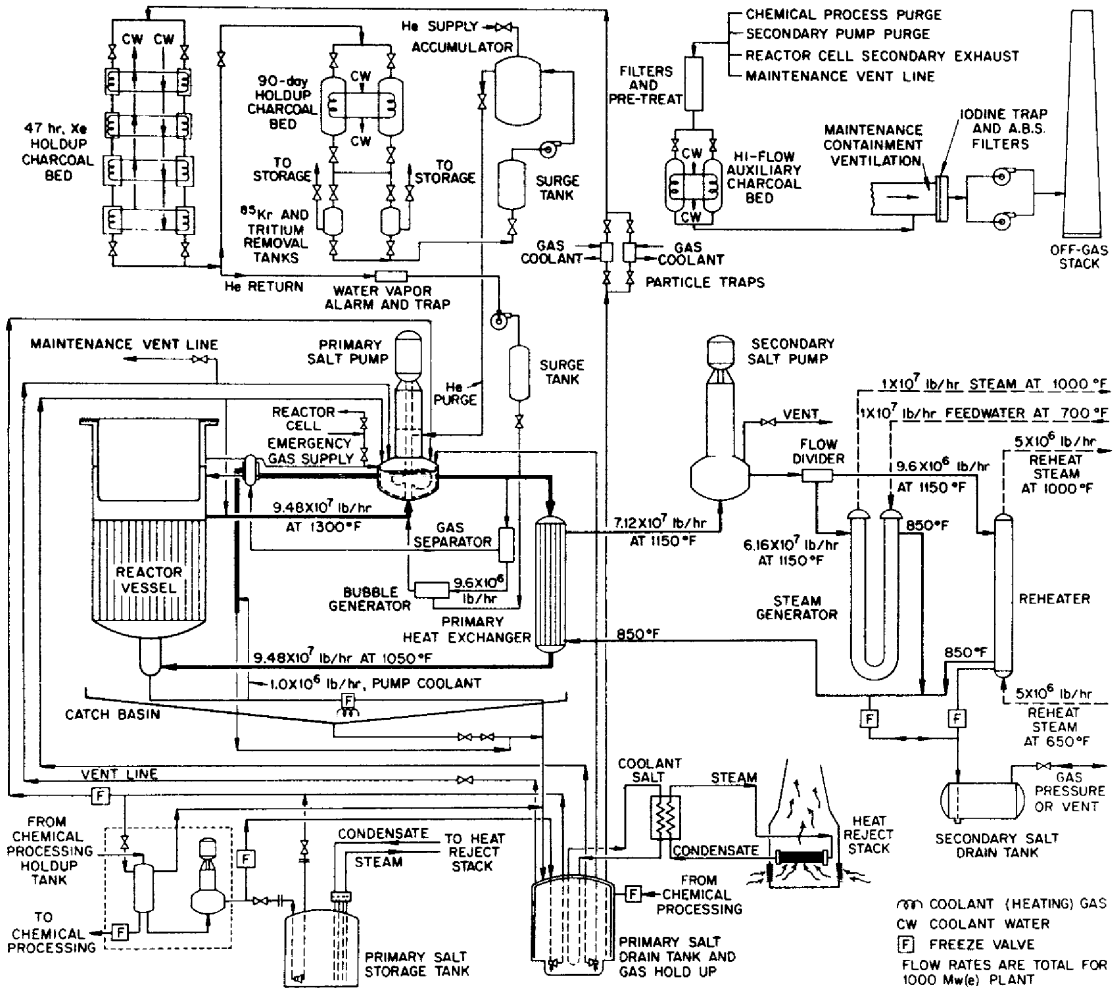 CW
CW
47 hr, Xe
HOLDUP
CHARCOAL
BED
90-day
HOLDUP
CHARCOAL
BED
CW
CW
TO
STORAGE
TO
STORAGE
85Kr AND
TRITIUM
REMOVAL
TANKS
He SUPPLY
ACCUMULATOR
SURGE
TANK
He RETURN
WATER VAPOR
ALARM AND TRAP
GAS
COOLANT
GAS
COOLANT
PARTICLE TRAPS
CHEMICAL PROCESS PURGE
SECONDARY PUMP PURGE
REACTOR CELL SECONDARY EXHAUST
MAINTENANCE VENT LINE
FILTERS
AND
PRE-TREAT
CW
CW
HI-FLOW
AUXILIARY
CHARCOAL
BED
MAINTENANCE
CONTAINMENT
VENTILATION
IODINE TRAP
AND A.B.S.
FILTERS
OFF-GAS
STACK
MAINTENANCE VENT LINE
PRIMARY
SALT PUMP
He
PURGE
SURGE
TANK
REACTOR
CELL
EMERGENCY
GAS SUPPLY
9.48X10⁷ lb/hr
AT 1300°F
GAS
SEPARATOR
BUBBLE
GENERATOR
9.6X10⁶
lb/hr
PRIMARY
HEAT EXCHANGER
REACTOR
VESSEL
9.48X10⁷ lb/hr AT 1050°F
1.0X10⁶ lb/hr, PUMP COOLANT
F
CATCH BASIN
SECONDARY
SALT PUMP
VENT
FLOW
DIVIDER
7.12X10⁷ lb/hr
AT 1150°F
1X10⁷ lb/hr STEAM AT 1000°F
1X10⁷ lb/hr FEEDWATER AT 700°F
5X10⁶ lb/hr
REHEAT
STEAM
AT 1000°F
9.6X10⁶ lb/hr
AT 1150°F
850°F
6.16X10⁷ lb/hr
AT 1150°F
STEAM
GENERATOR
REHEATER
850°F
850°F
5X10⁶ lb/hr
REHEAT
STEAM
AT 650°F
F
F
GAS
PRESSURE
OR VENT
SECONDARY SALT
DRAIN TANK
VENT LINE
F
FROM
CHEMICAL
PROCESSING
HOLDUP
TANK
F
TO
CHEMICAL
PROCESSING
F
CONDENSATE
STEAM
TO HEAT
REJECT
STACK
PRIMARY SALT
STORAGE TANK
COOLANT
SALT
STEAM
CONDENSATE
HEAT
REJECT
STACK
F
FROM
CHEMICAL
PROCESSING
PRIMARY SALT
DRAIN TANK AND
GAS HOLD UP
COOLANT (HEATING) GAS
CW COOLANT WATER
F FREEZE VALVE
FLOW RATES ARE TOTAL FOR
1000 Mw(e) PLANT